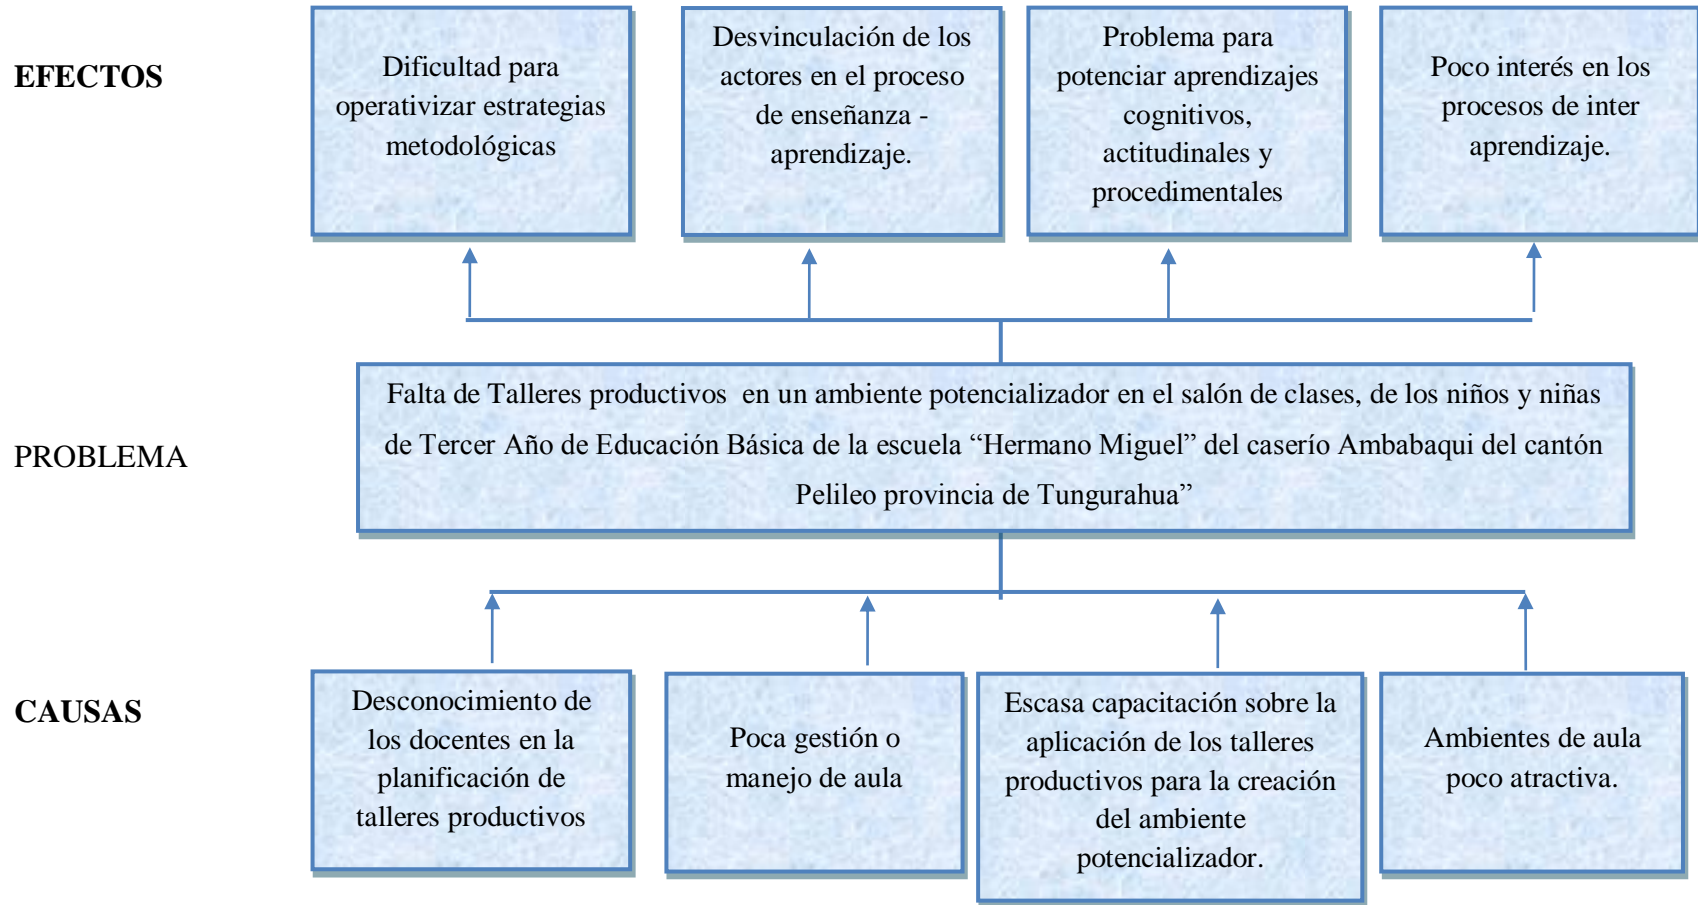 EFECTOS
Dificultad para
operativizar estrategias
metodológicas
Desvinculación de los
actores en el proceso
de enseñanza -
aprendizaje.
Problema para
potenciar aprendizajes
cognitivos,
actitudinales y
procedimentales
Poco interés en los
procesos de inter
aprendizaje.
PROBLEMA
Falta de Talleres productivos en un ambiente potencializador en el salón de clases, de los niños y niñas
de Tercer Año de Educación Básica de la escuela “Hermano Miguel” del caserío Ambabaqui del cantón
Pelileo provincia de Tungurahua”
CAUSAS
Desconocimiento de
los docentes en la
planificación de
talleres productivos
Poca gestión o
manejo de aula
Escasa capacitación sobre la
aplicación de los talleres
productivos para la creación
del ambiente
potencializador.
Ambientes de aula
poco atractiva.